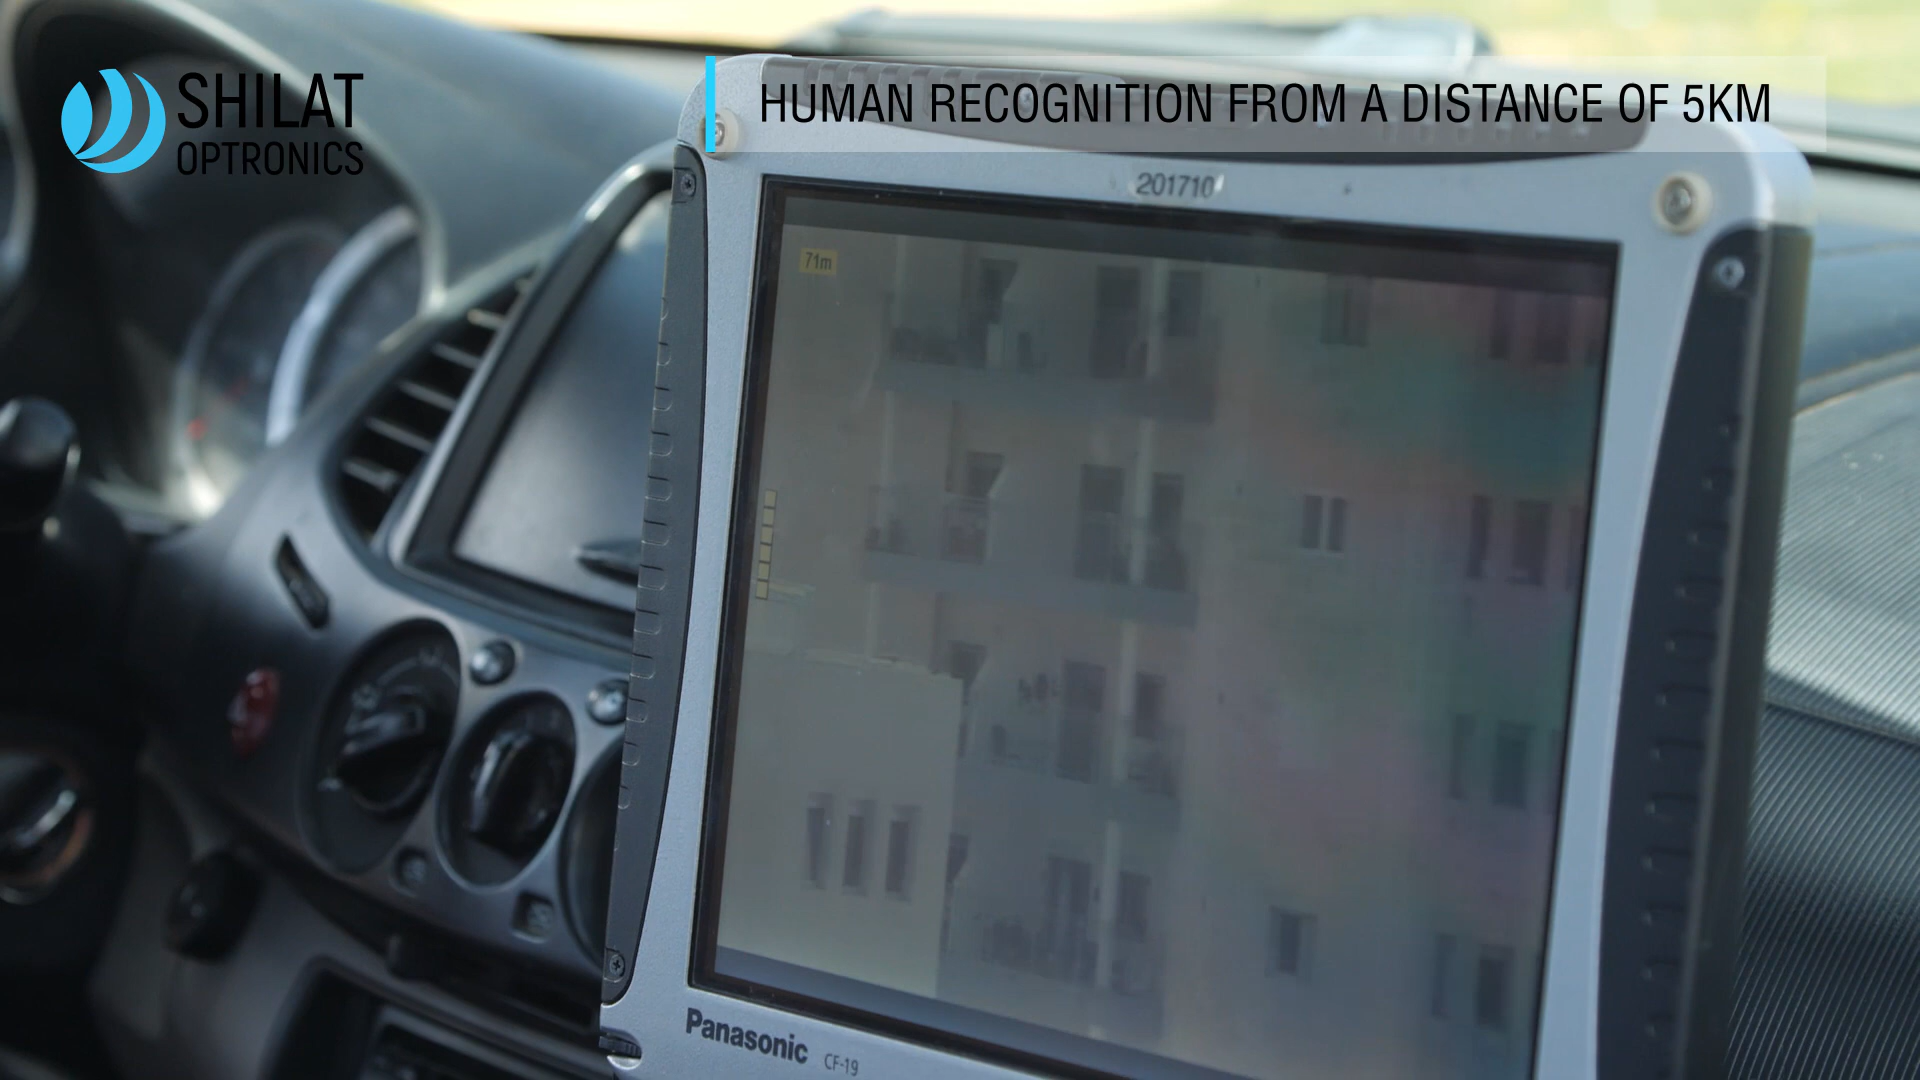 SHILAT
OPTRONICS
HUMAN RECOGNITION FROM A DISTANCE OF 5KM
201710
71m
Panasonic
CF-19